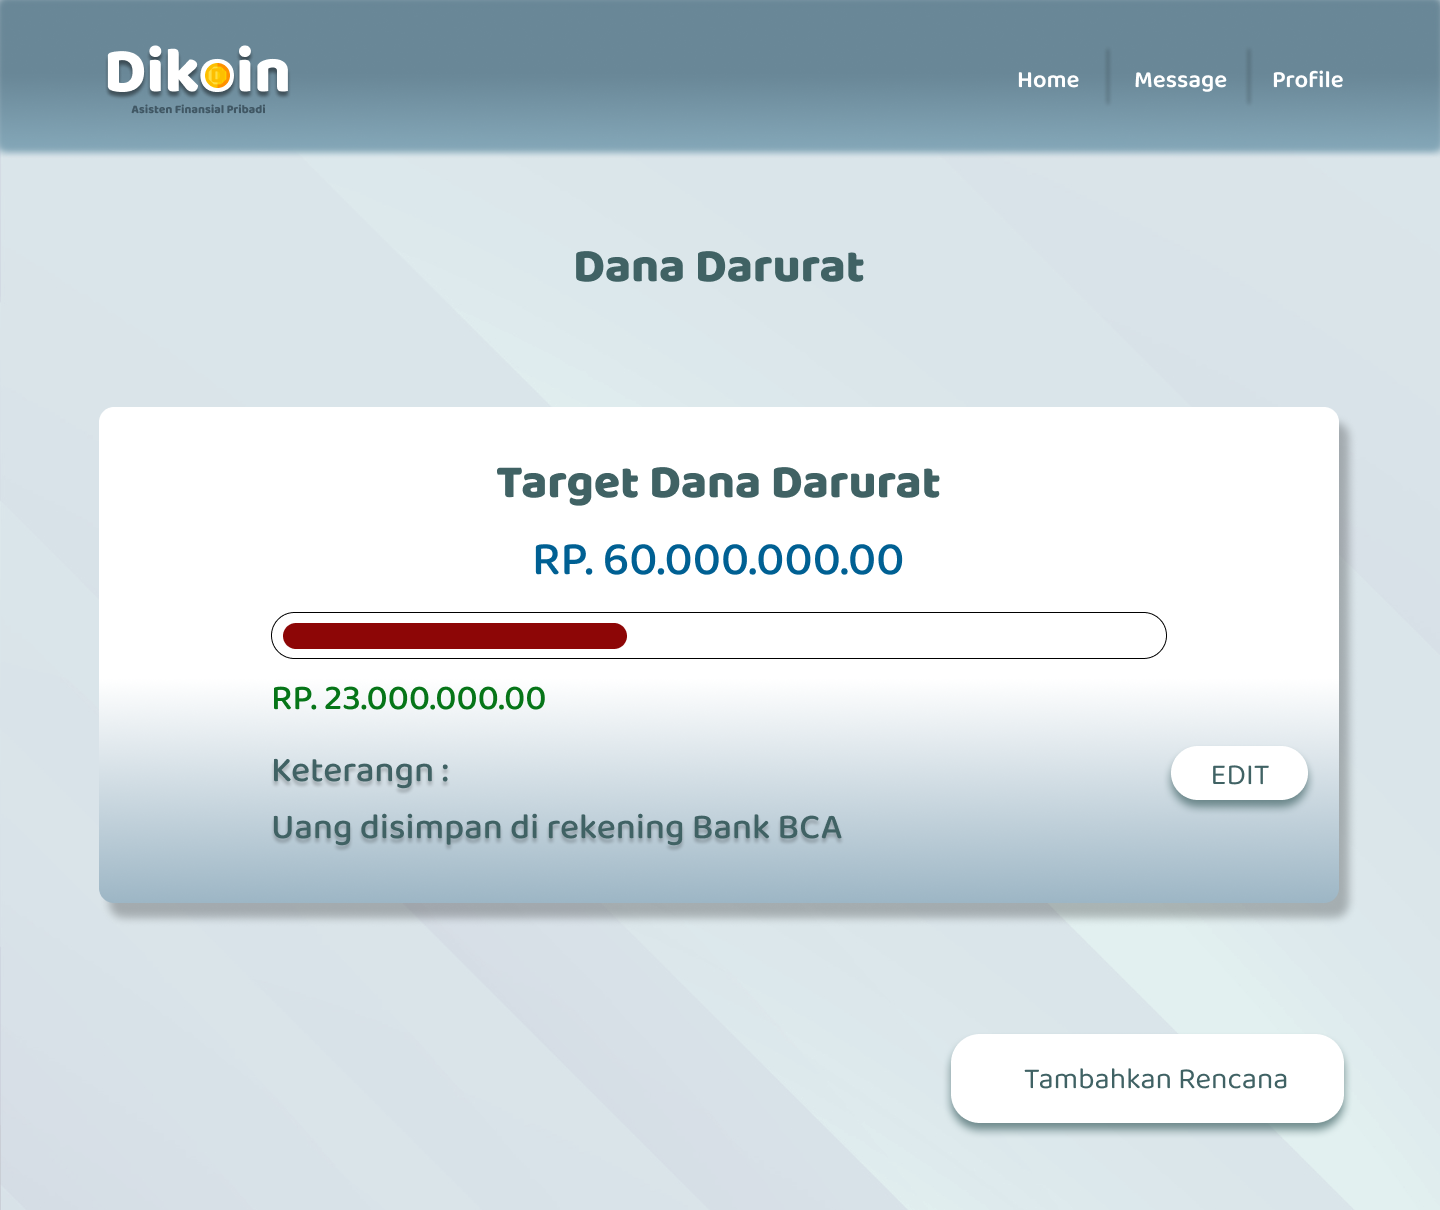 Dikoin
Asisten Finansial Pribadi
Home
Message
Profile
Dana Darurat
Target Dana Darurat
RP. 60.000.000.00
RP. 23.000.000.00
Keterangn :
EDIT
Uang disimpan di rekening Bank BCA
Tambahkan Rencana